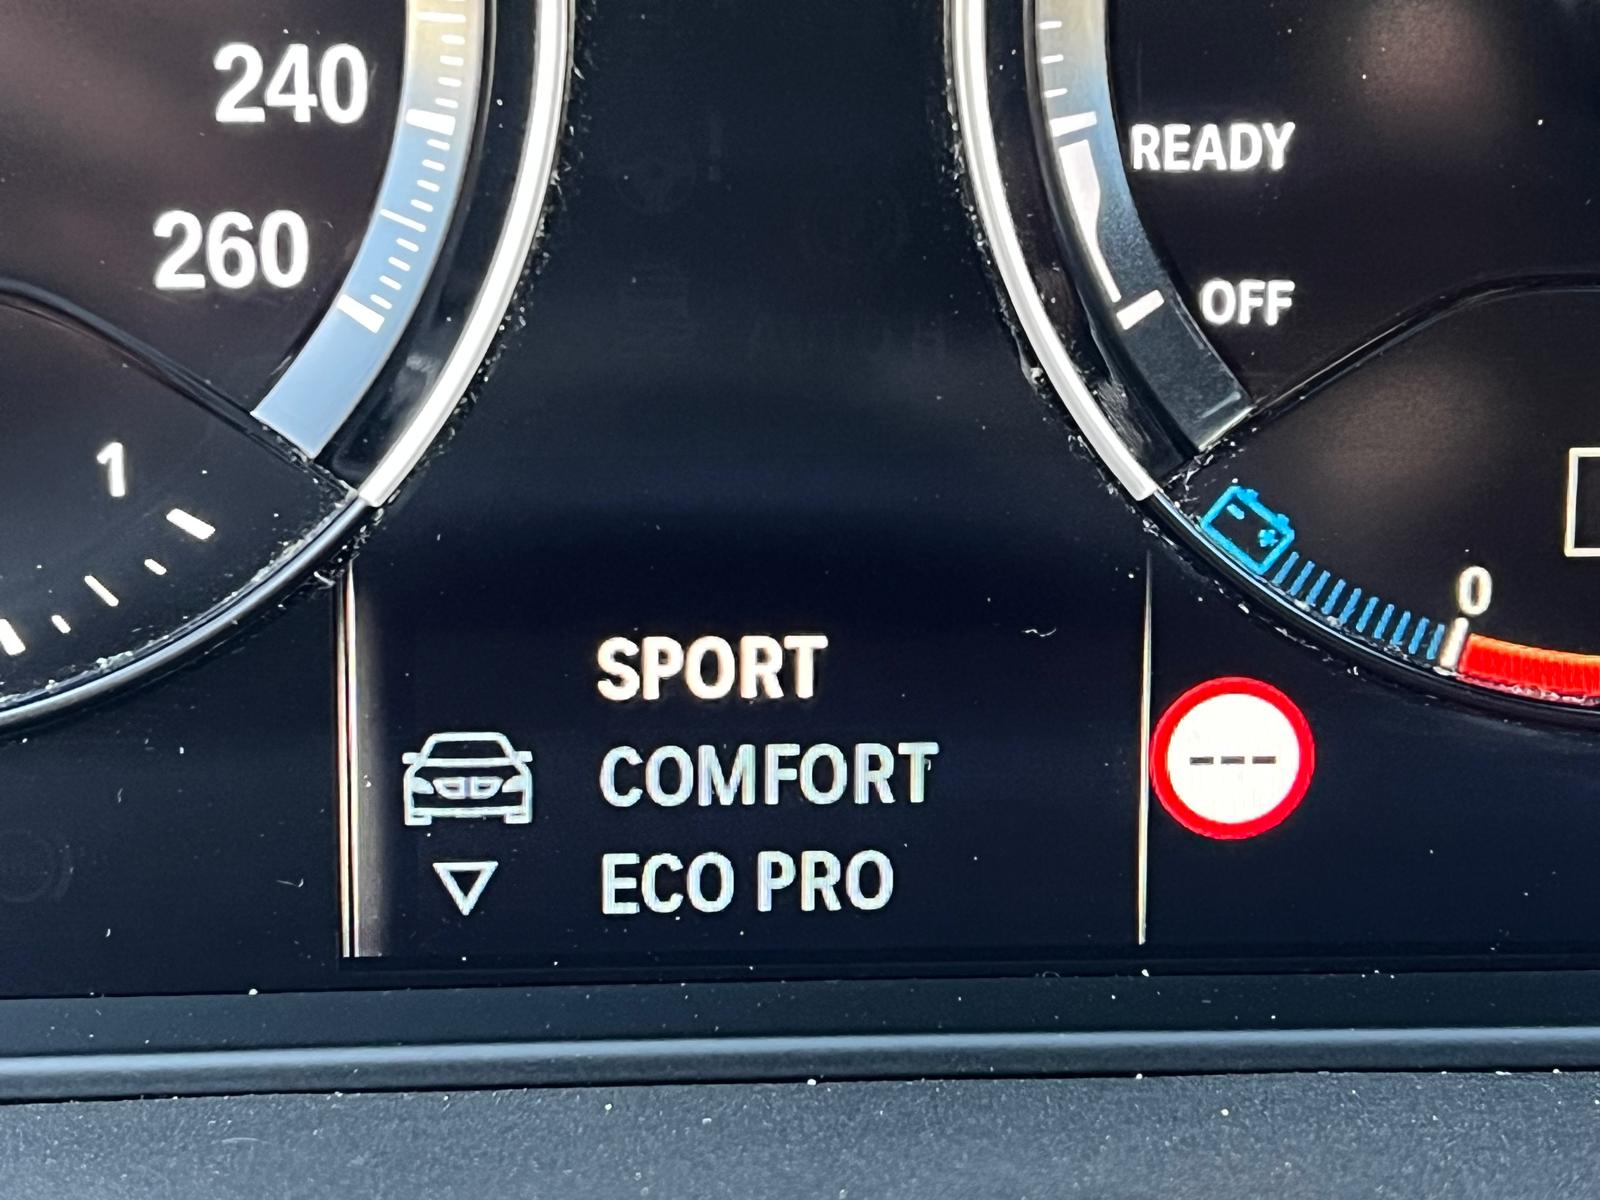 240
260
READY
OFF
1
0
SPORT
COMFORT
ECO PRO
---